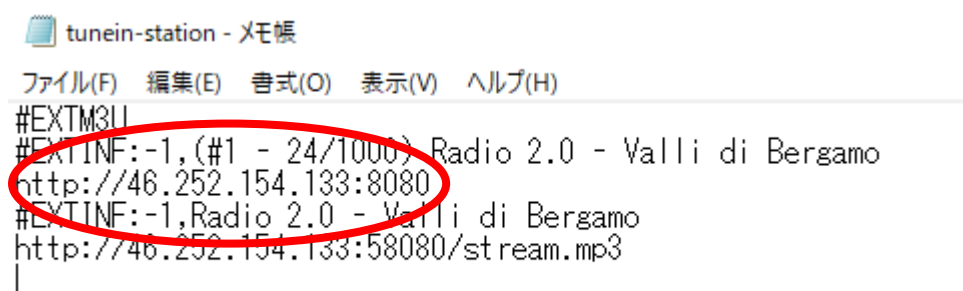 tunein-station - メモ帳
ファイル(F) 編集(E) 書式(O) 表示(V) ヘルプ(H)
#EXTM3U
#EXTINF:-1,(#1 - 24/1000) Radio 2.0 - Valli di Bergamo
http://46.252.154.133:8080
#EXTINF:-1,Radio 2.0 - Valli di Bergamo
http://46.252.154.133:58080/stream.mp3